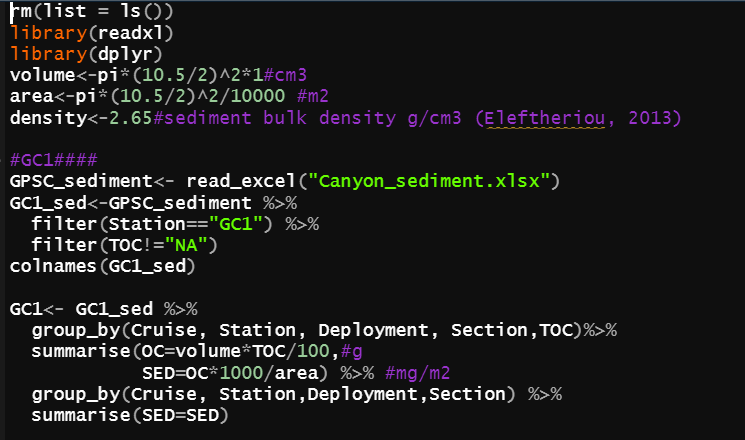 rm(list = ls())
library(readxl)
library(dplyr)
volume<-pi*(10.5/2)^2*1#cm3
area<-pi*(10.5/2)^2/10000 #m2
density<-2.65#sediment bulk density g/cm3 (Eleftheriou, 2013)
#GC1####
GPSC_sediment<- read_excel("Canyon_sediment.xlsx")
GC1_sed<-GPSC_sediment %>%
  filter(Station=="GC1") %>%
  filter(TOC!="NA")
colnames(GC1_sed)
GC1<- GC1_sed %>%
  group_by(Cruise, Station, Deployment, Section,TOC)%>%
  summarise(OC=volume*TOC/100,#g
            SED=OC*1000/area) %>% #mg/m2
  group_by(Cruise, Station,Deployment,Section) %>%
  summarise(SED=SED)